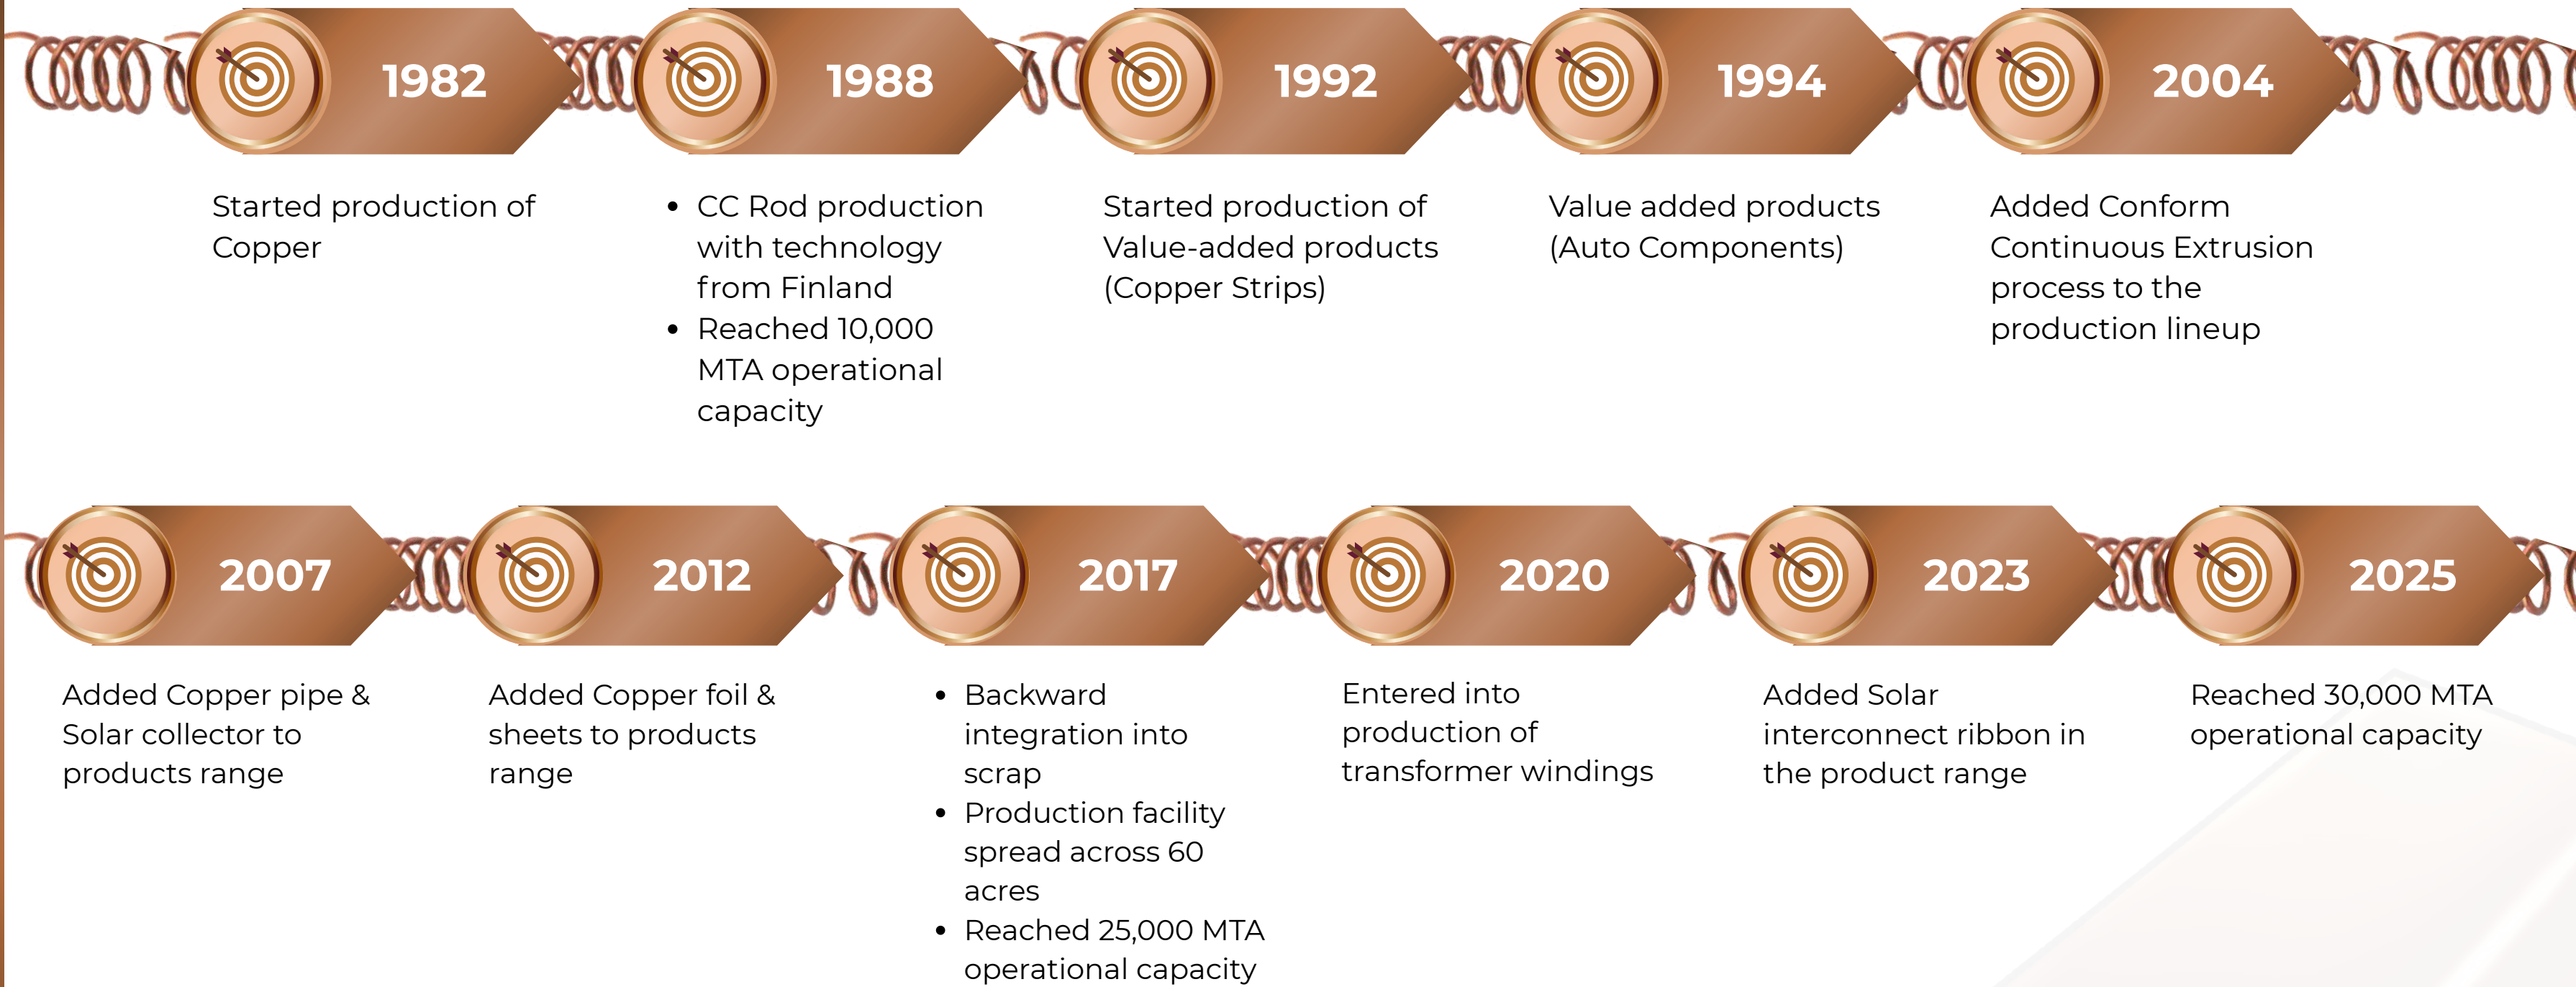 1982
Started production of
Copper
1988
• CC Rod production
with technology
from Finland
• Reached 10,000
MTA operational
capacity
1992
Started production of
Value-added products
(Copper Strips)
1994
Value added products
(Auto Components)
2004
Added Conform
Continuous Extrusion
process to the
production lineup
2007
Added Copper pipe &
Solar collector to
products range
2012
Added Copper foil &
sheets to products
range
2017
• Backward
integration into
scrap
• Production facility
spread across 60
acres
• Reached 25,000 MTA
operational capacity
2020
Entered into
production of
transformer windings
2023
Added Solar
interconnect ribbon in
the product range
2025
Reached 30,000 MTA
operational capacity